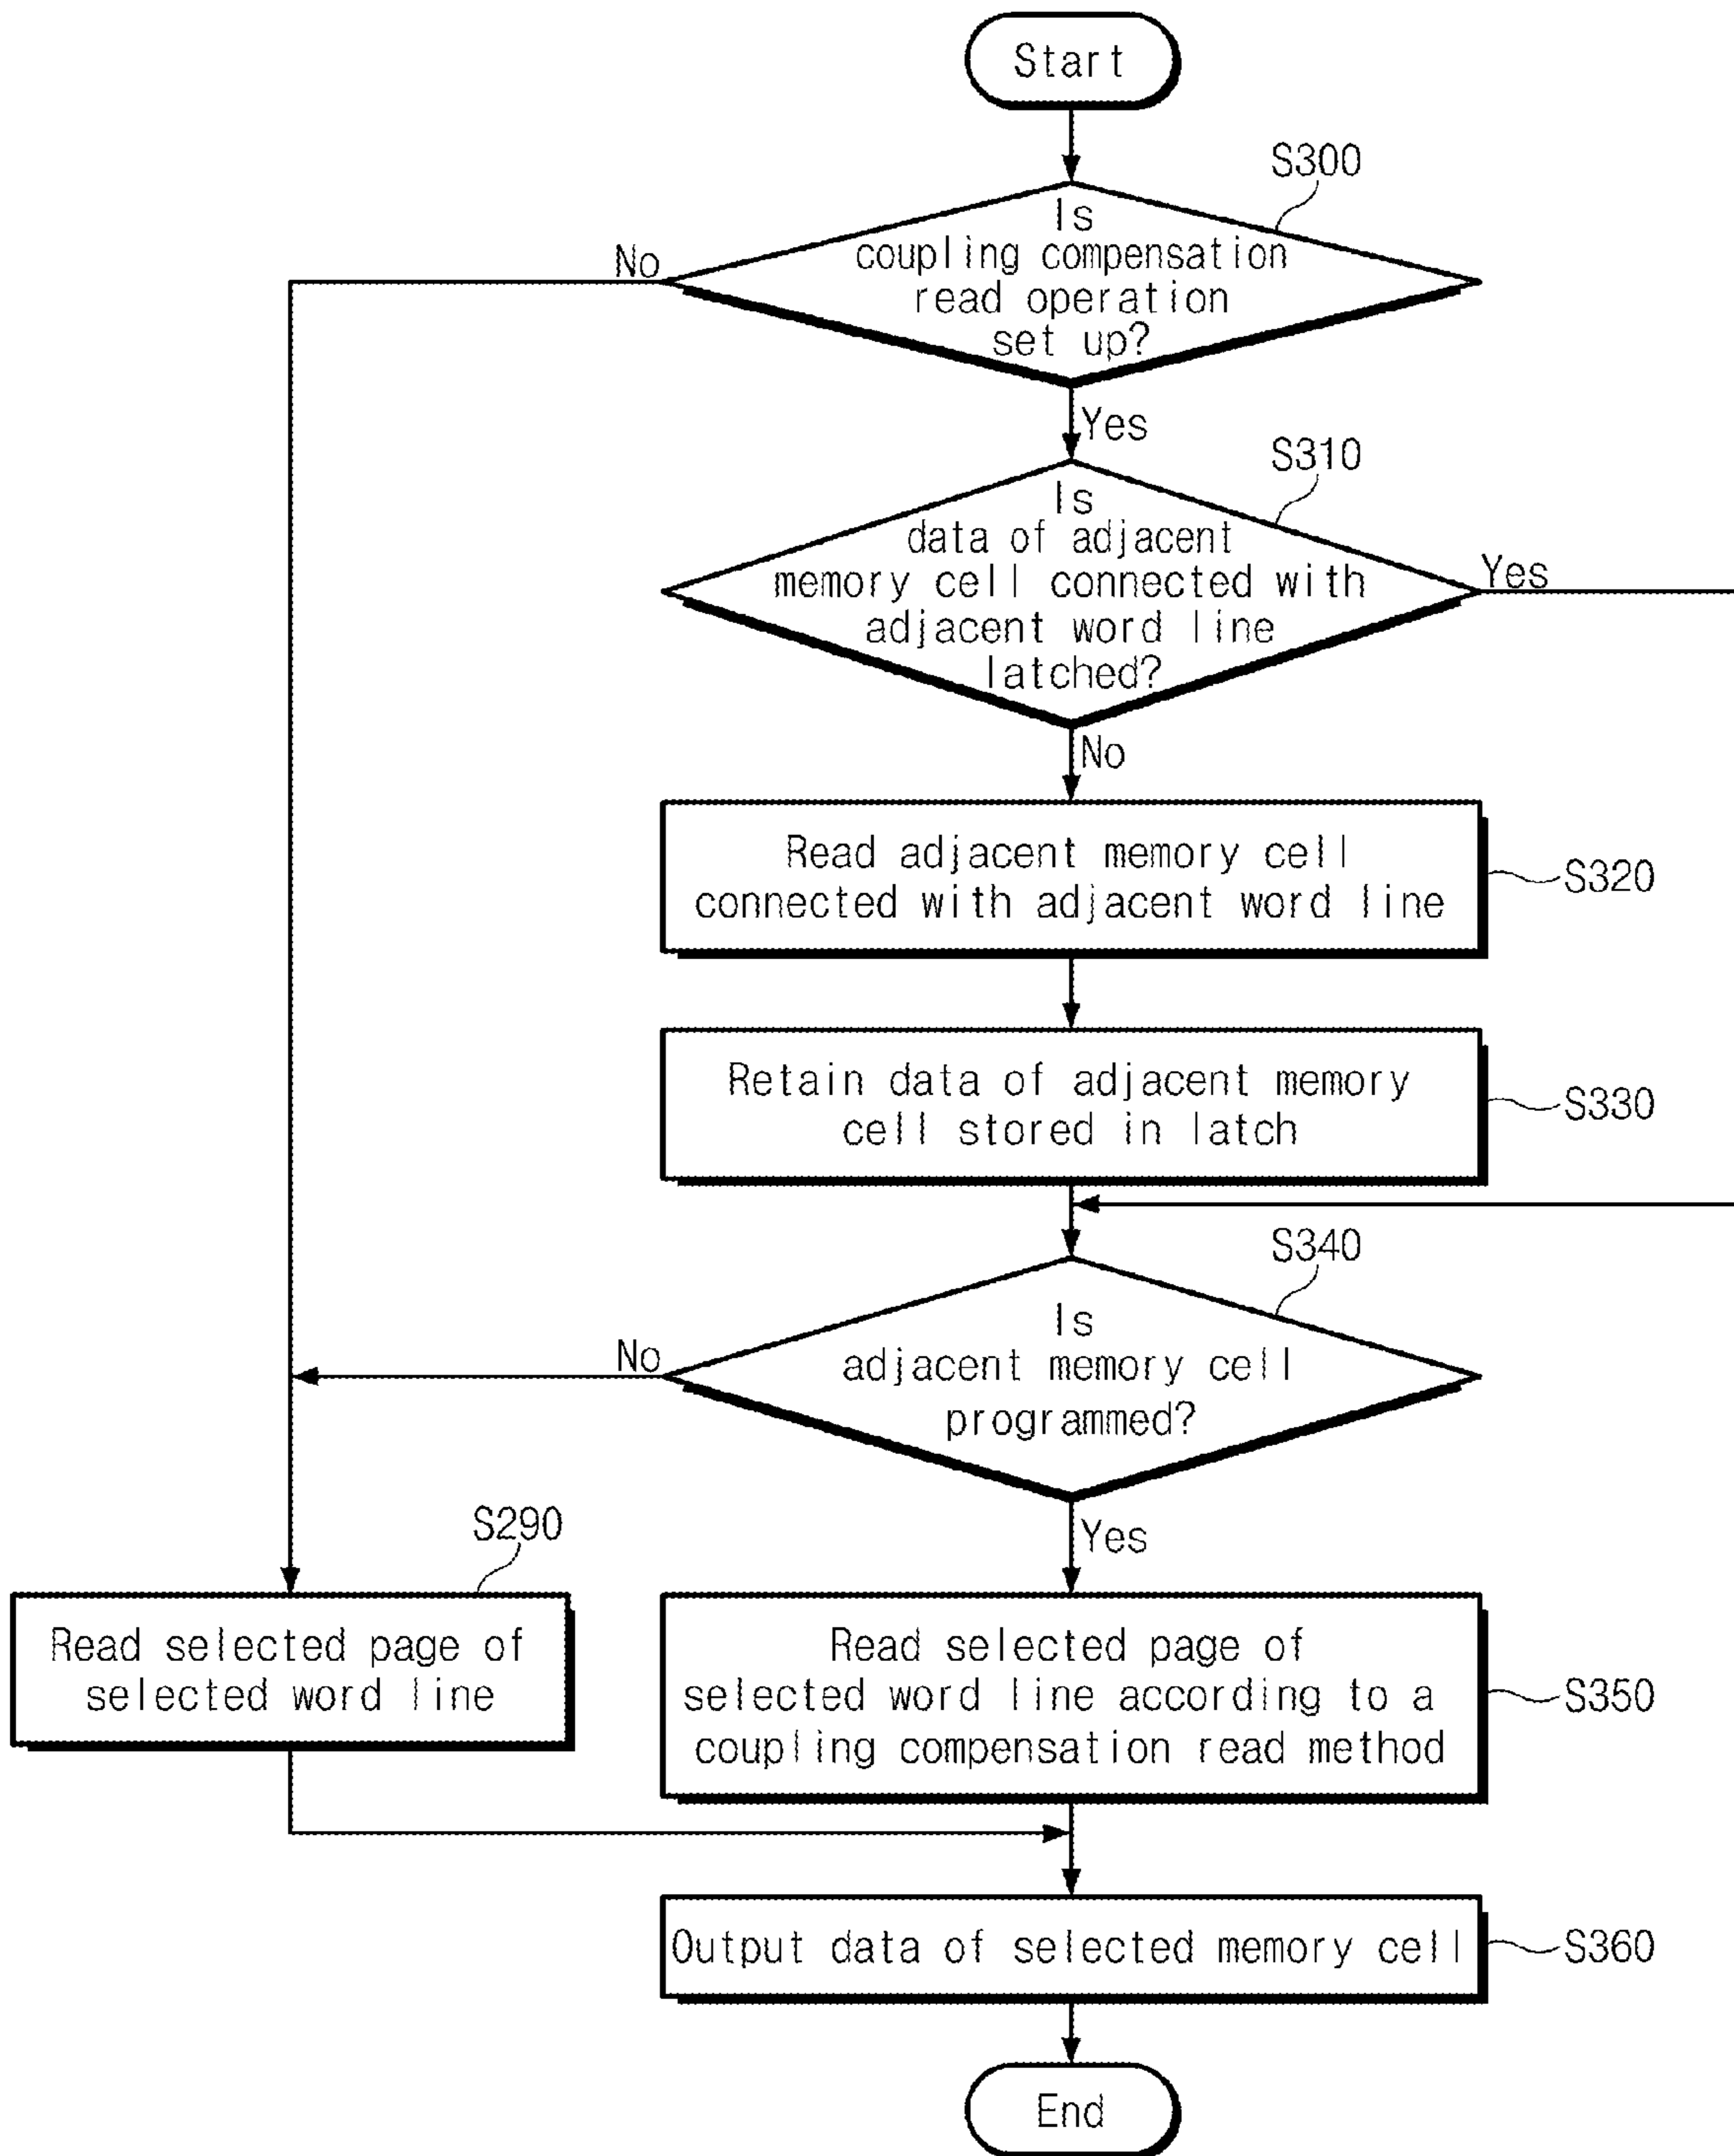 Start
S300
Is
coupling compensation
read operation
set up?
No
Yes
S310
Is
data of adjacent
memory cell connected with
adjacent word line
latched?
Yes
No
Read adjacent memory cell
connected with adjacent word line
S320
Retain data of adjacent memory
cell stored in latch
S330
S340
Is
adjacent memory cell
programmed?
No
Yes
S290
Read selected page of
selected word line
Read selected page of
selected word line according to a
coupling compensation read method
S350
Output data of selected memory cell
S360
End